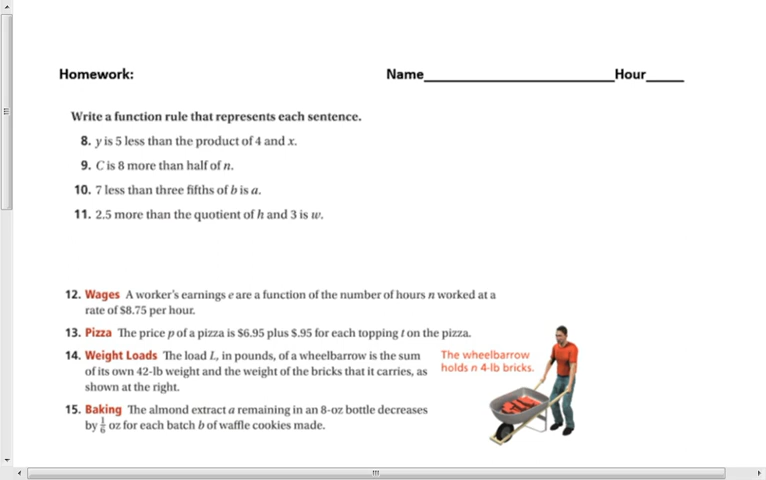 Homework: Name____________________Hour_____
Write a function rule that represents each sentence.
8. y is 5 less than the product of 4 and x.
9. C is 8 more than half of n.
10. 7 less than three fifths of b is a.
11. 2.5 more than the quotient of h and 3 is w.
12. Wages A worker's earnings e are a function of the number of hours n worked at a
rate of $8.75 per hour.
13. Pizza The price p of a pizza is $6.95 plus $.95 for each topping t on the pizza.
14. Weight Loads The load L, in pounds, of a wheelbarrow is the sum
of its own 42-lb weight and the weight of the bricks that it carries, as
shown at the right.
The wheelbarrow
holds n 4-lb bricks.
15. Baking The almond extract a remaining in an 8-oz bottle decreases
by 1/6 oz for each batch b of waffle cookies made.